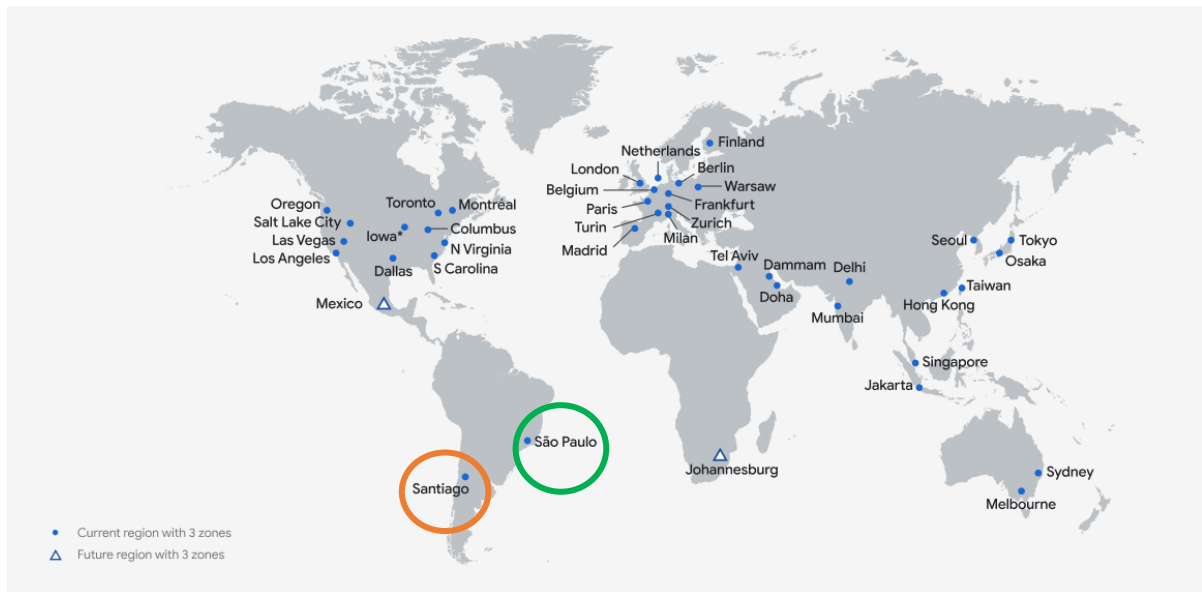 Finland
Netherlands
London
Berlin
Belgium
Warsaw
Paris
Frankfurt
Turin
Zurich
Madrid
Milan
Oregon
Toronto
Montréal
Salt Lake City
Iowa*
Columbus
Las Vegas
N Virginia
Los Angeles
Dallas
S Carolina
Mexico
Tel Aviv
Dammam
Delhi
Doha
Mumbai
Seoul
Tokyo
Osaka
Taiwan
Hong Kong
Singapore
Jakarta
São Paulo
Santiago
Johannesburg
Sydney
Melbourne
Current region with 3 zones
Future region with 3 zones